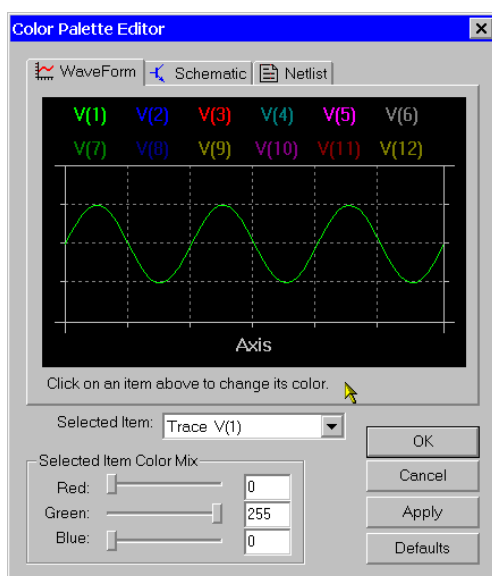 Color Palette Editor
WaveForm Schematic Netlist
V(1) V(2) V(3) V(4) V(5) V(6)
V(7) V(8) V(9) V(10) V(11) V(12)
Axis
Click on an item above to change its color.
Selected Item: Trace V(1)
Selected Item Color Mix
Red: 0
Green: 255
Blue: 0
OK
Cancel
Apply
Defaults